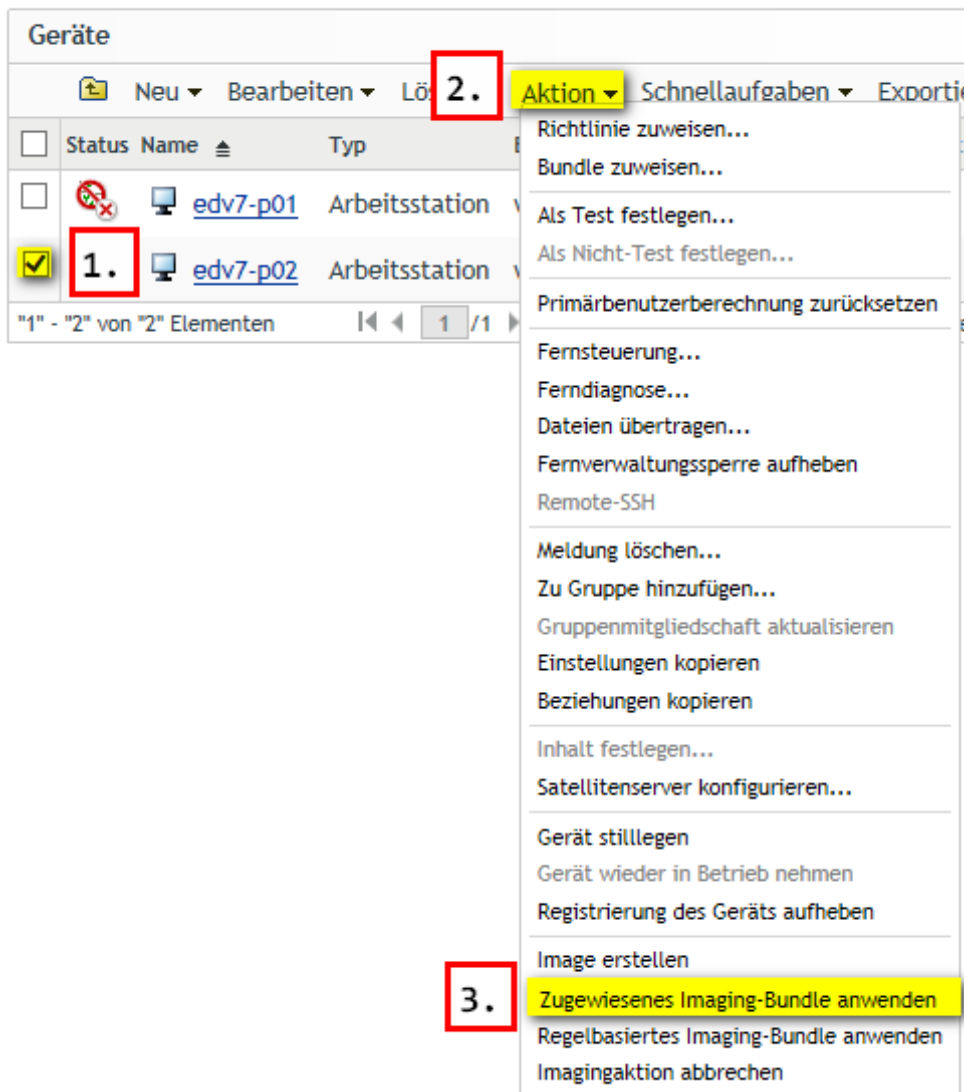 Geräte
Neu Bearbeiten 2. Aktion Schnellaufgaben
Status Name Typ
edv7-p01 Arbeitsstation
1. edv7-p02 Arbeitsstation
"1" - "2" von "2" Elementen 1 /1
Richtlinie zuweisen...
Bundle zuweisen...
Als Test festlegen...
Als Nicht-Test festlegen...
Primärbenutzerberechnung zurücksetzen
Fernsteuerung...
Ferndiagnose...
Dateien übertragen...
Fernverwaltungssperre aufheben
Remote-SSH
Meldung löschen...
Zu Gruppe hinzufügen...
Gruppenmitgliedschaft aktualisieren
Einstellungen kopieren
Beziehungen kopieren
Inhalt festlegen...
Satellitenserver konfigurieren...
Gerät stilllegen
Gerät wieder in Betrieb nehmen
Registrierung des Geräts aufheben
Image erstellen
3. Zugewiesenes Imaging-Bundle anwenden
Regelbasiertes Imaging-Bundle anwenden
Imagingaktion abbrechen